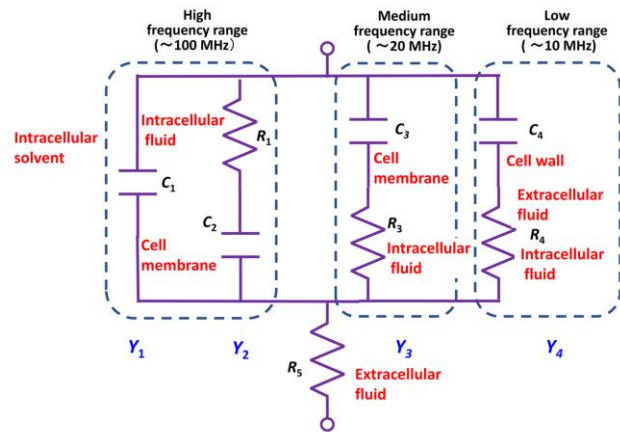 High
frequency range
(～100 MHz)
Medium
frequency range
(～20 MHz)
Low
frequency range
(～10 MHz)
Intracellular
solvent
Intracellular
fluid
R1
C1
C2
Cell
membrane
C3
Cell
membrane
R3
Intracellular
fluid
C4
Cell wall
Extracellular
fluid
R4
Intracellular
fluid
Y1
Y2
Y3
Y4
R5
Extracellular
fluid